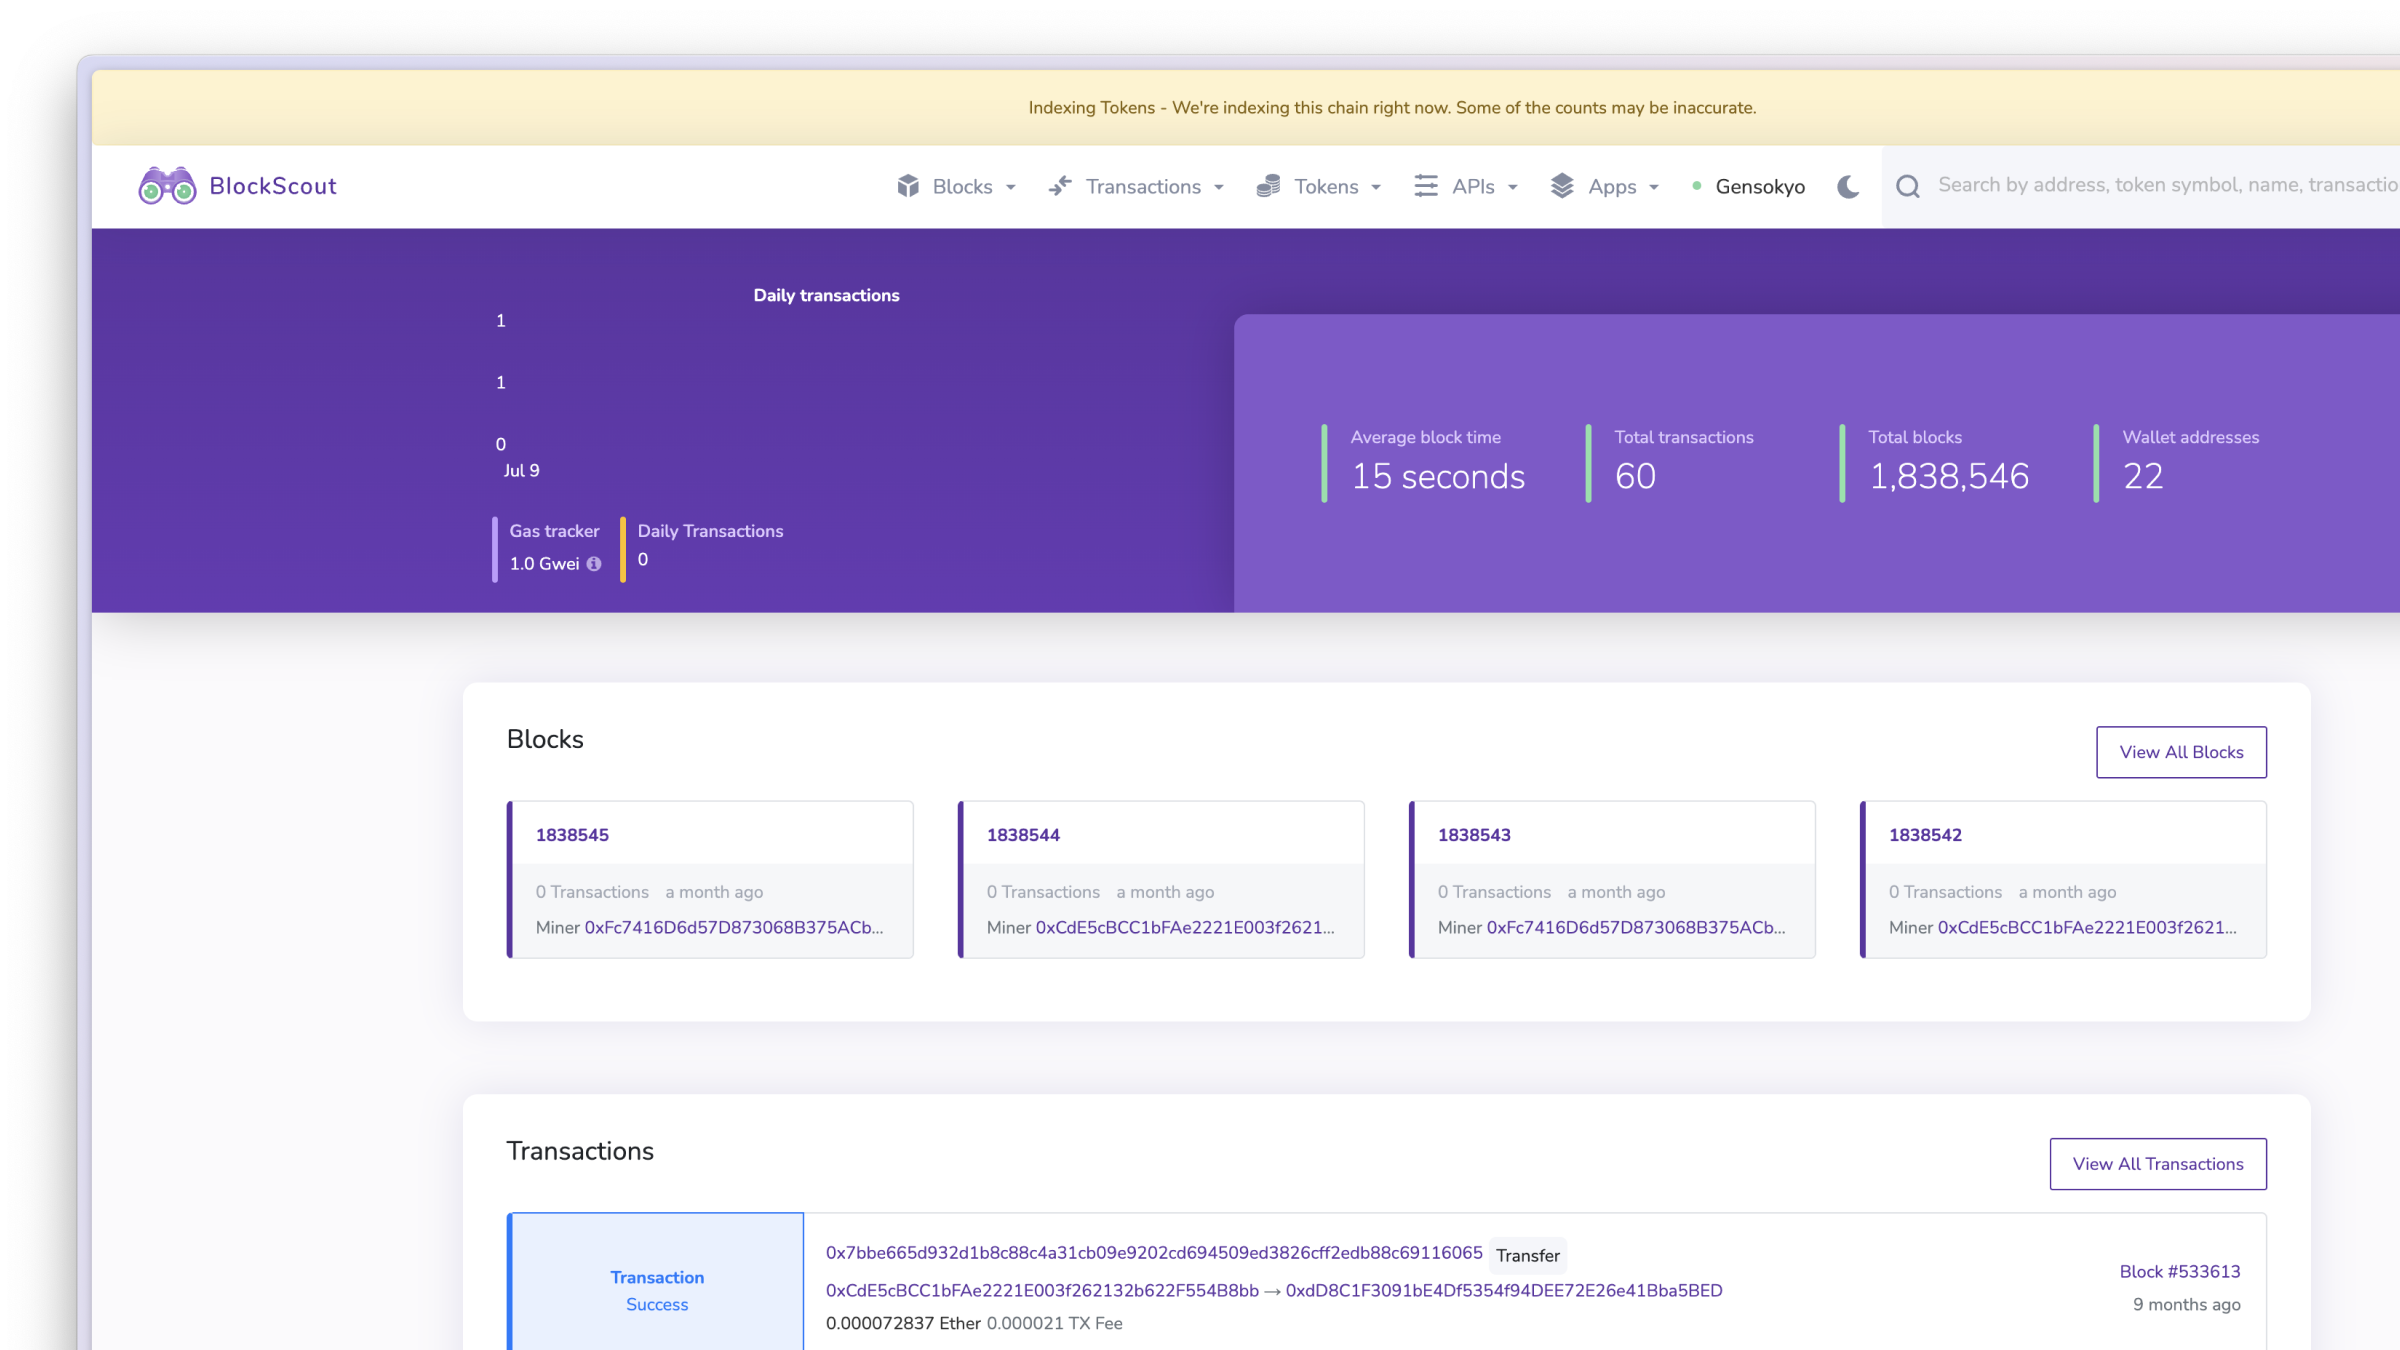 Indexing Tokens - We're indexing this chain right now. Some of the counts may be inaccurate.
BlockScout
Blocks
Transactions
Tokens
APIs
Apps
Gensokyo
Search by address, token symbol, name, transactio
Daily transactions
1
1
0
Jul 9
Gas tracker
1.0 Gwei
Daily Transactions
0
Average block time
15 seconds
Total transactions
60
Total blocks
1,838,546
Wallet addresses
22
Blocks
View All Blocks
1838545
0 Transactions a month ago
Miner 0xFc7416D6d57D873068B375ACb...
1838544
0 Transactions a month ago
Miner 0xCdE5cBCC1bFAe2221E003f2621...
1838543
0 Transactions a month ago
Miner 0xFc7416D6d57D873068B375ACb...
1838542
0 Transactions a month ago
Miner 0xCdE5cBCC1bFAe2221E003f2621...
Transactions
View All Transactions
Transaction
Success
0x7bbe665d932d1b8c88c4a31cb09e9202cd694509ed3826cff2edb88c69116065 Transfer
0xCdE5cBCC1bFAe2221E003f262132b622F554B8bb → 0xdD8C1F3091bE4Df5354f94DEE72E26e41Bba5BED
0.000072837 Ether 0.000021 TX Fee
Block #533613
9 months ago